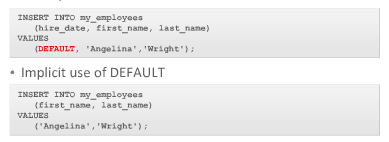 INSERT INTO my_employees
(hire_date, first_name, last_name)
VALUES
(DEFAULT, 'Angelina','Wright');
• Implicit use of DEFAULT
INSERT INTO my_employees
(first_name, last_name)
VALUES
('Angelina','Wright');